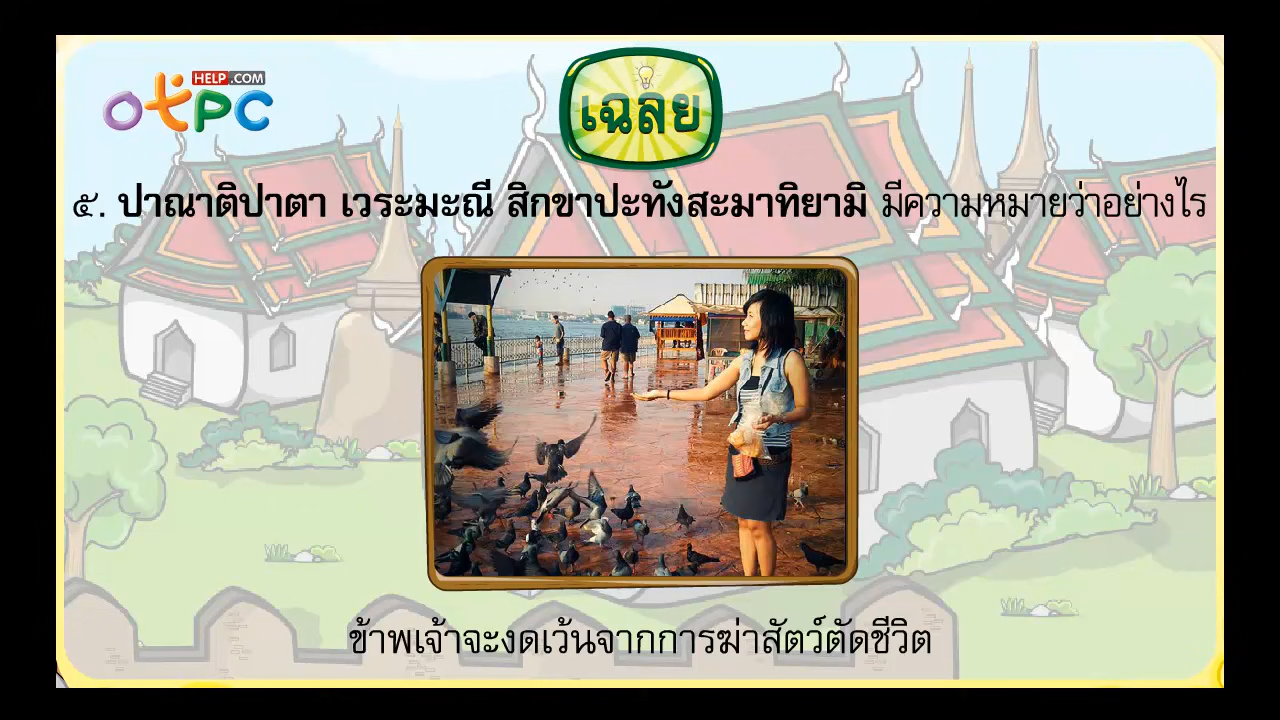 HELP.COM
OTPC
เฉลย
๕. ปาณาติปาตา เวระมะณี สิกขาปะทังสะมาทิยามิ มีความหมายว่าอย่างไร
ข้าพเจ้าจะงดเว้นจากการฆ่าสัตว์ตัดชีวิต